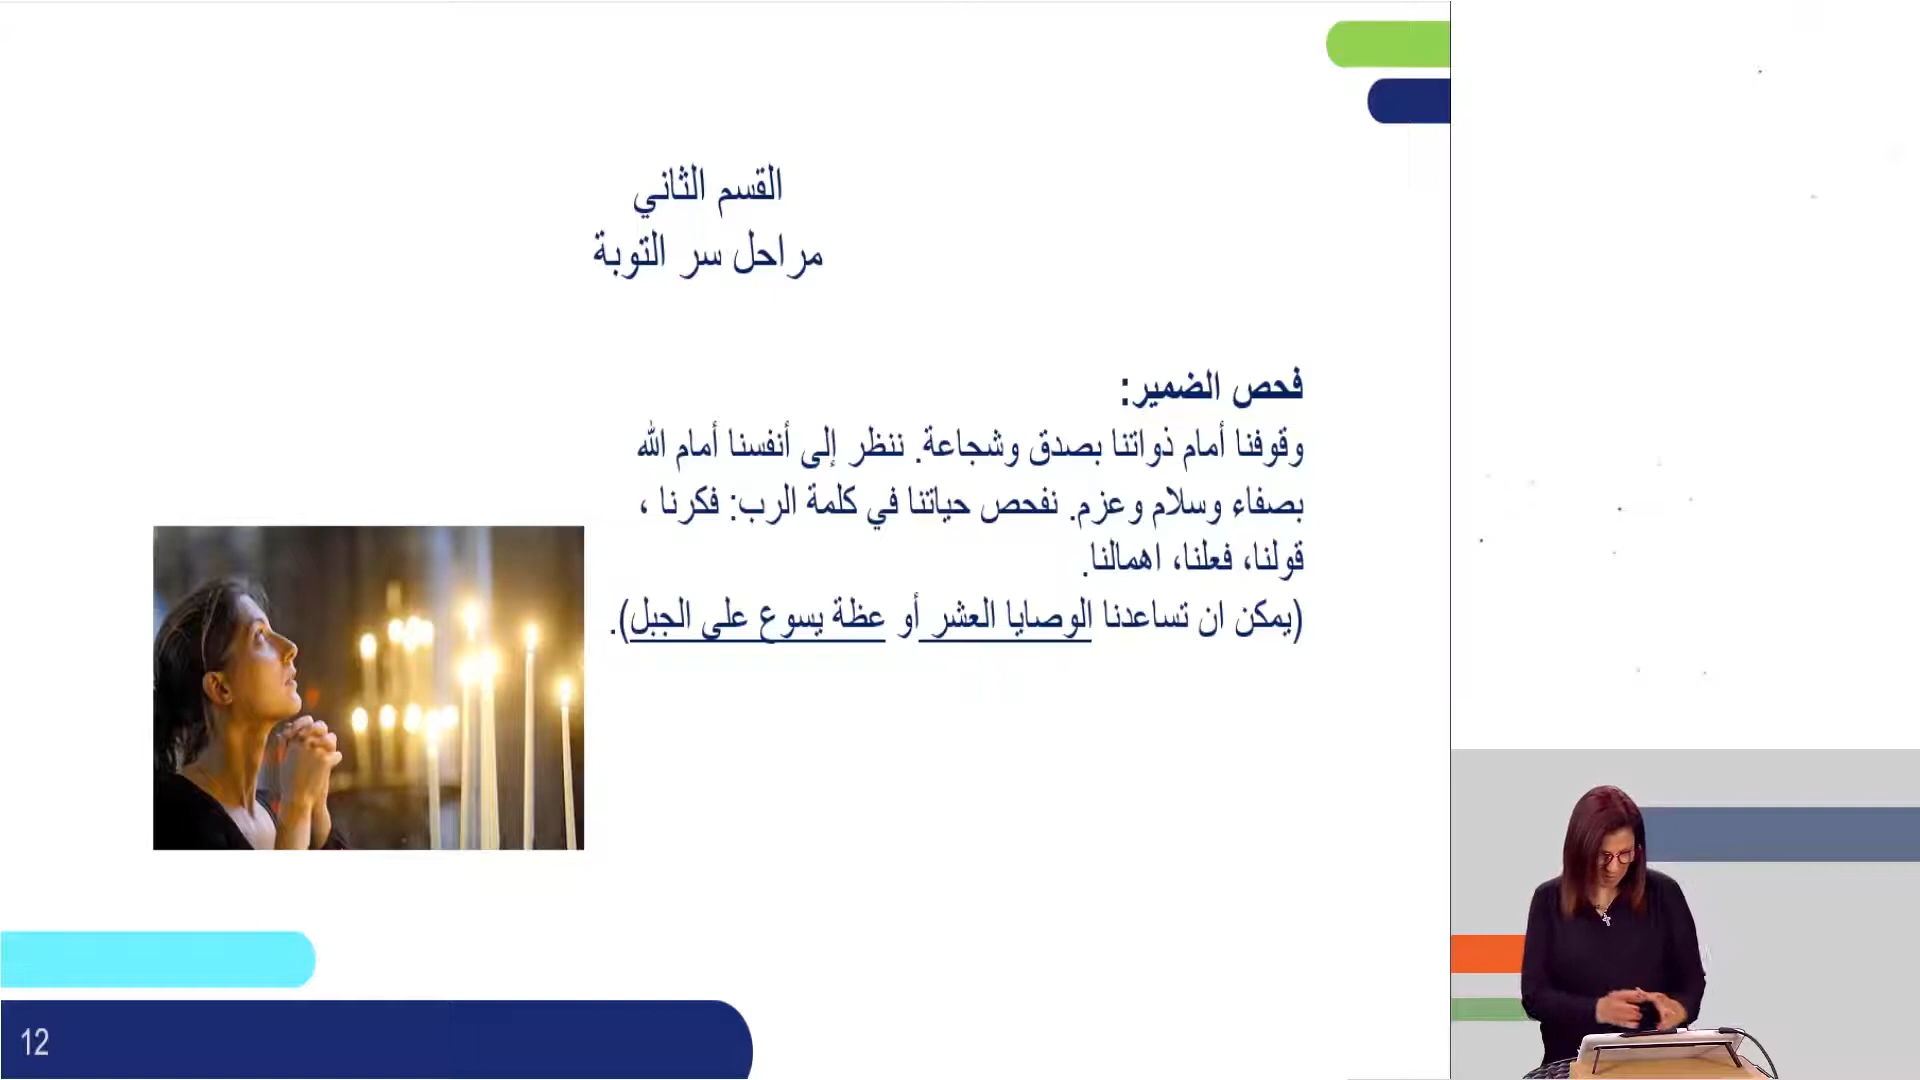 القسم الثاني
مراحل سر التوبة
فحص الضمير:
وقوفنا أمام ذواتنا بصدق وشجاعة. ننظر إلى أنفسنا أمام الله
بصفاء وسلام وعزم. نفحص حياتنا في كلمة الرب: فكرنا ،
قولنا، فعلنا، اهمالنا.
(يمكن ان تساعدنا الوصايا العشر أو عظة يسوع على الجبل).
12